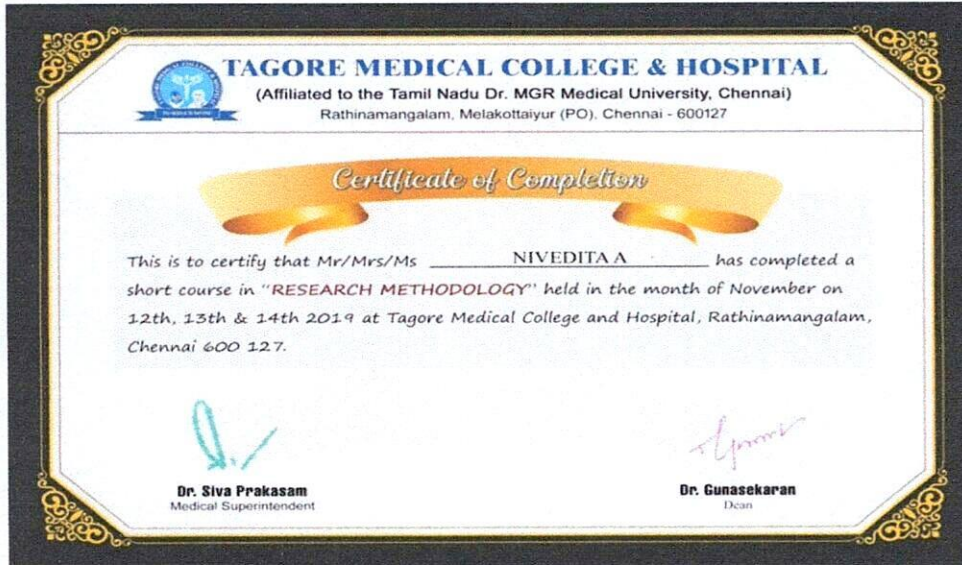 TAGORE MEDICAL COLLEGE & HOSPITAL
(Affiliated to the Tamil Nadu Dr. MGR Medical University, Chennai)
Rathinamangalam, Melakottaiyur (PO), Chennai - 600127
Certificate of Completion
This is to certify that Mr/Mrs/Ms NIVEDITA A has completed a
short course in "RESEARCH METHODOLOGY" held in the month of November on
12th, 13th & 14th 2019 at Tagore Medical College and Hospital, Rathinamangalam,
Chennai 600 127.
Dr. Siva Prakasam
Medical Superintendent
Dr. Gunasekaran
Dean